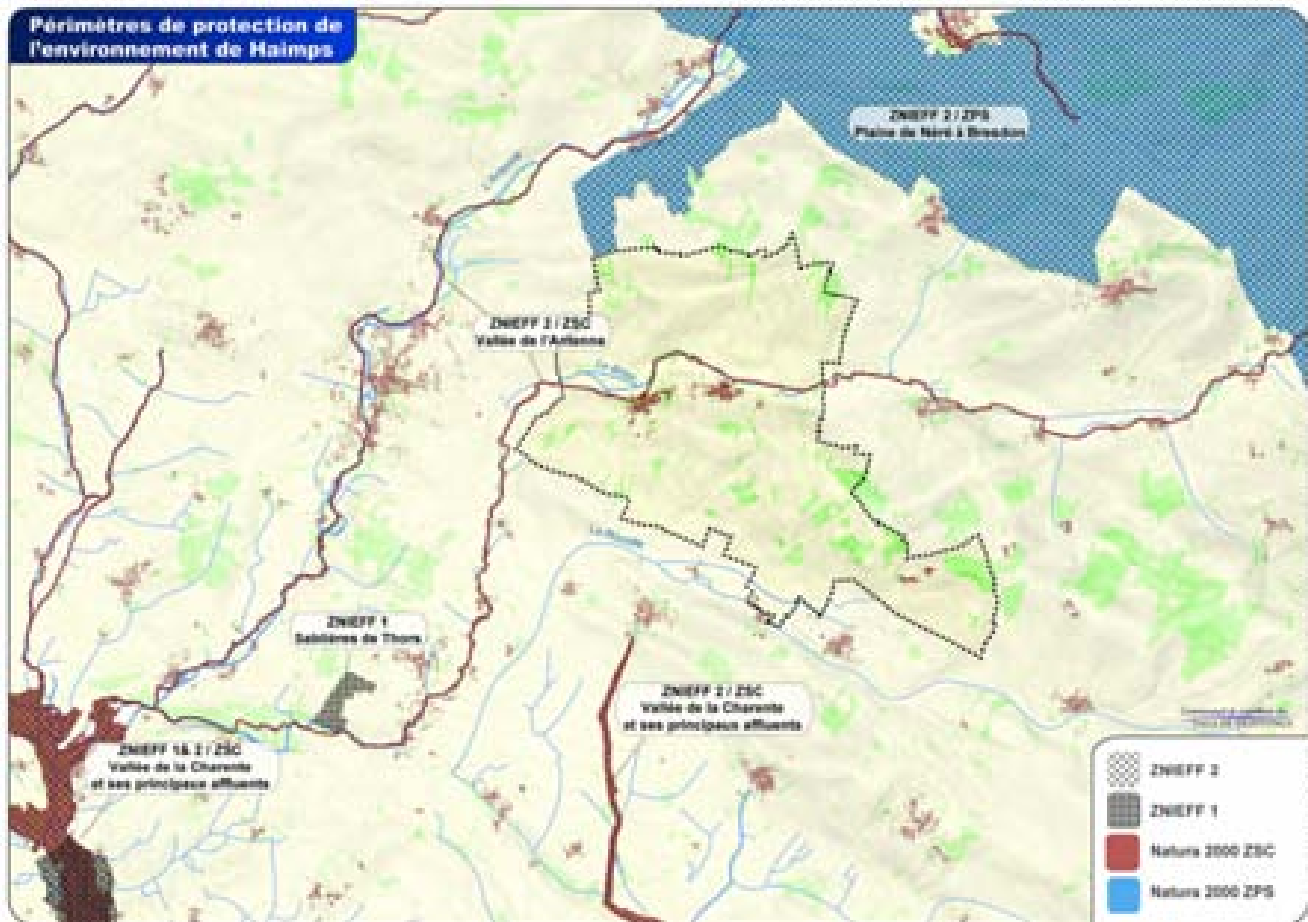 Périmètres de protection de
l'environnement de Haimps
ZNIEFF 2 / ZPS
Plaine de Néré à Bresdon
ZNIEFF 2 / ZSC
Vallée de l'Antenne
ZNIEFF 1
Sablières de Thors
ZNIEFF 2 / ZSC
Vallée de la Charente
et ses principaux affluents
ZNIEFF 1& 2 / ZSC
Vallée de la Charente
et ses principaux affluents
ZNIEFF 2
ZNIEFF 1
Natura 2000 ZSC
Natura 2000 ZPS